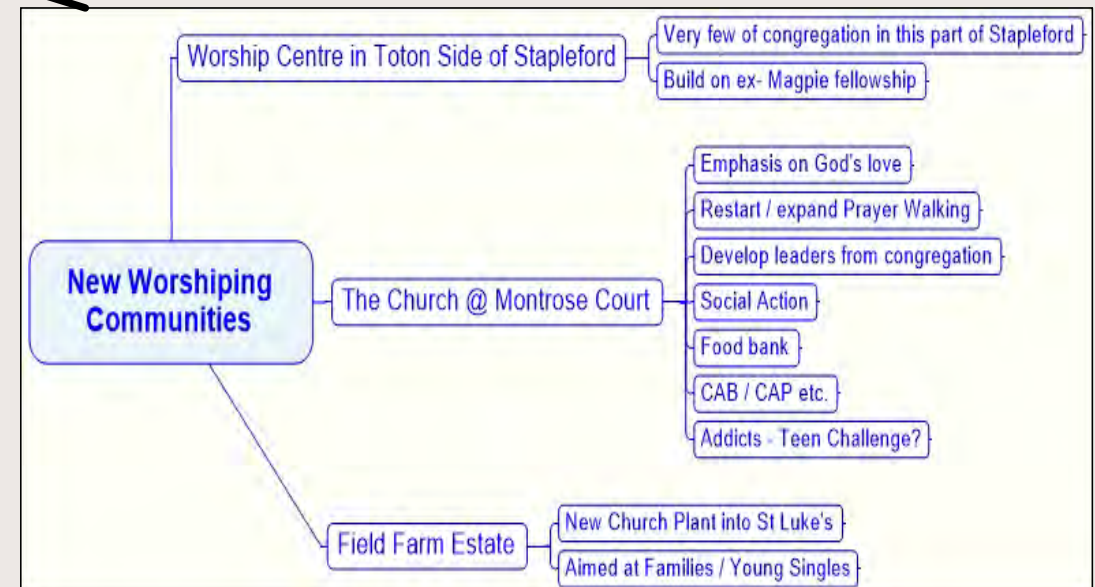 Worship Centre in Toton Side of Stapleford
Very few of congregation in this part of Stapleford
Build on ex- Magpie fellowship
New Worshiping
Communities
The Church @ Montrose Court
Emphasis on God's love
Restart / expand Prayer Walking
Develop leaders from congregation
Social Action
Food bank
CAB / CAP etc.
Addicts - Teen Challenge?
Field Farm Estate
New Church Plant into St Luke's
Aimed at Families / Young Singles